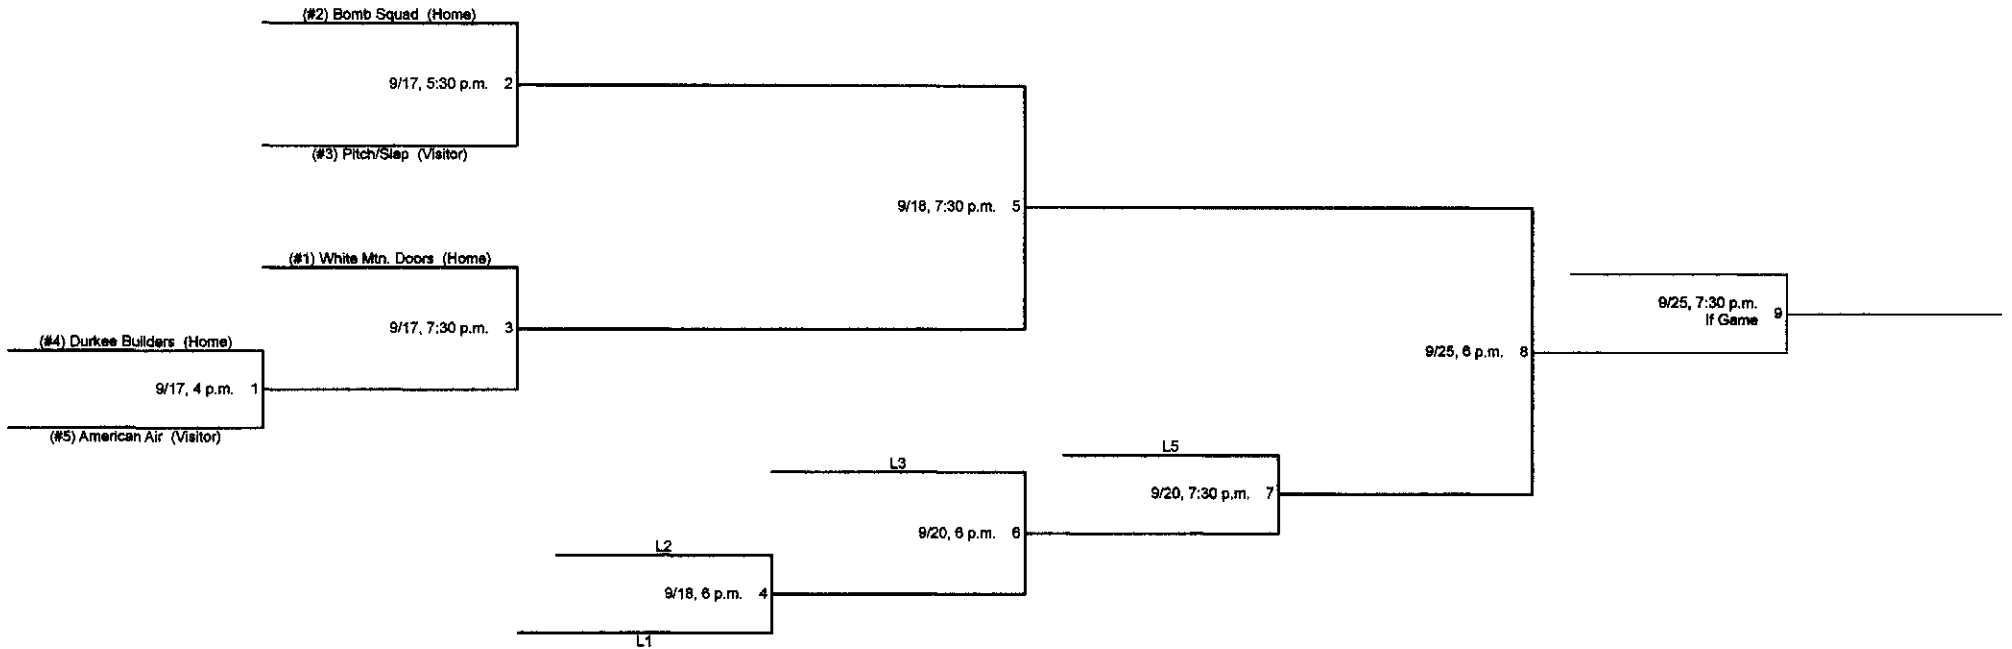 (#2) Bomb Squad (Home)
9/17, 5:30 p.m. 2
(#3) Pitch/Slap (Visitor)
9/18, 7:30 p.m. 5
(#1) White Mtn. Doors (Home)
9/17, 7:30 p.m. 3
9/25, 7:30 p.m.
If Game 9
(#4) Durkee Builders (Home)
9/25, 6 p.m. 8
9/17, 4 p.m. 1
(#5) American Air (Visitor)
L5
L3
9/20, 7:30 p.m. 7
9/20, 6 p.m. 6
L2
9/18, 6 p.m. 4
L1